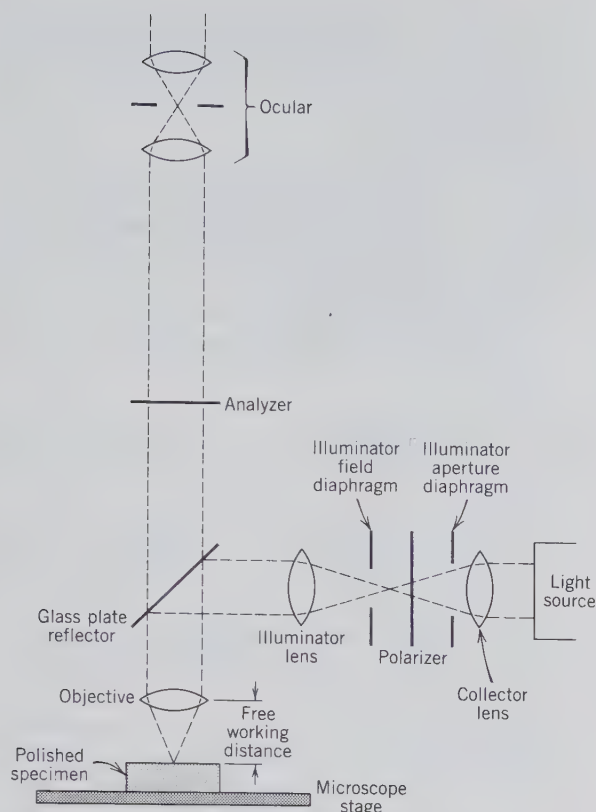 Ocular
Analyzer
Illuminator
field
diaphragm
Illuminator
aperture
diaphragm
Light
source
Glass plate
reflector
Illuminator
lens
Polarizer
Collector
lens
Objective
Free
working
distance
Polished
specimen
Microscope
stage